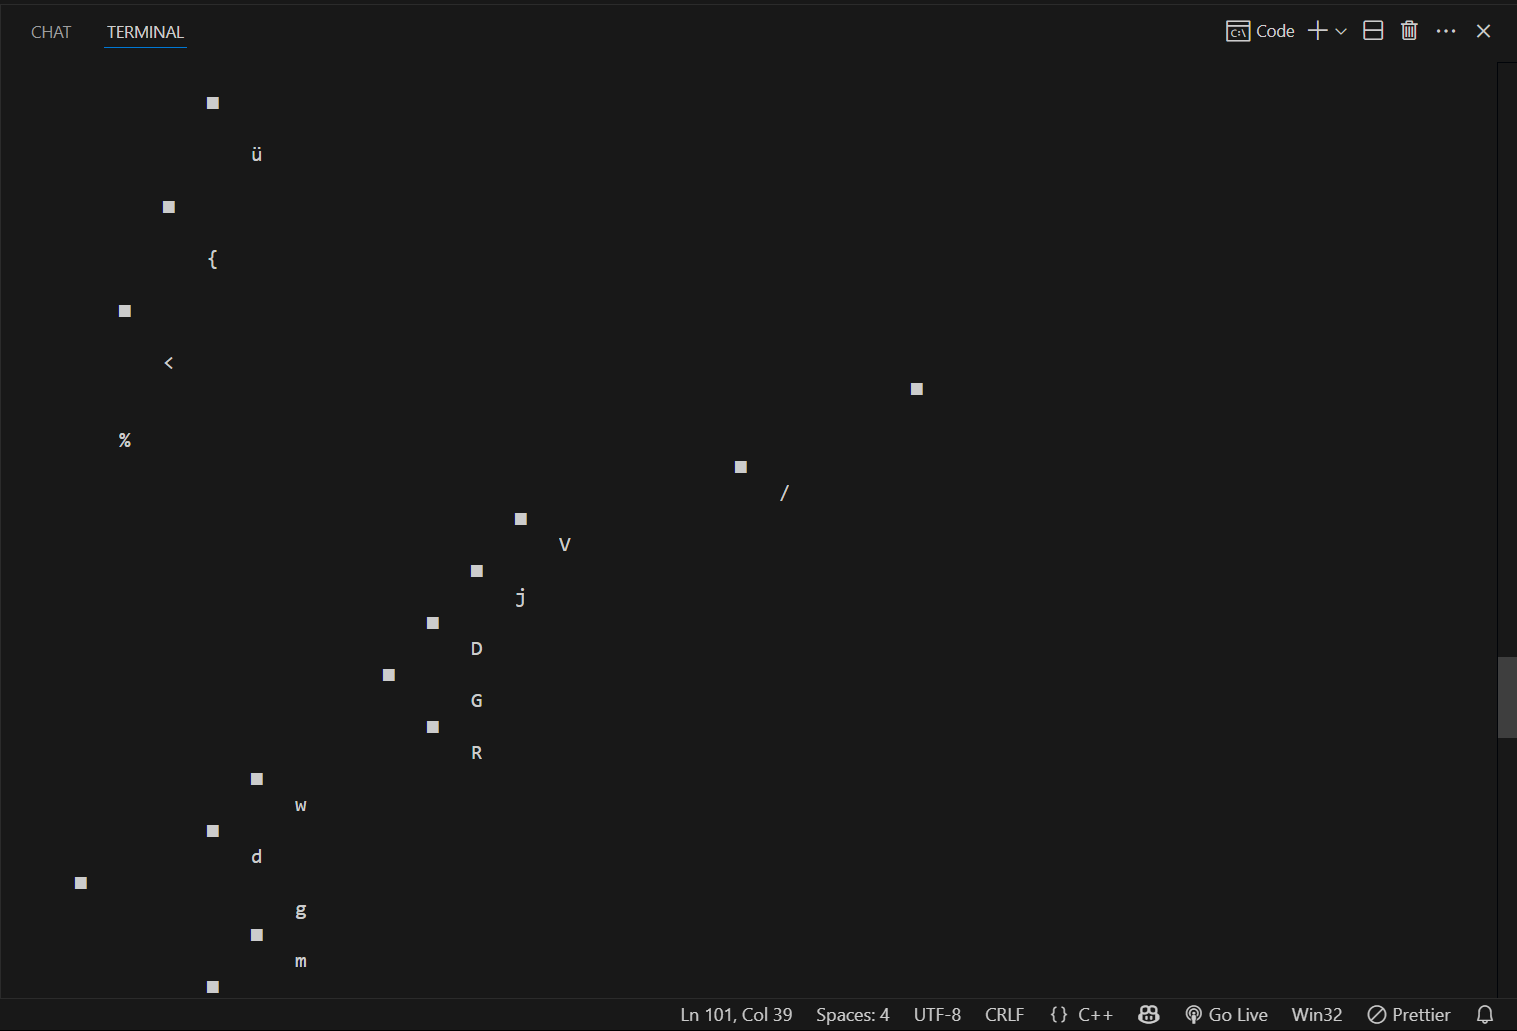 CHAT TERMINAL Code
■
ü
■
{
■
<
■
%
■
/
■
V
■
j
■
D
■
G
■
R
■
w
■
d
■
g
■
m
■
Ln 101, Col 39 Spaces: 4 UTF-8 CRLF {} C++ Go Live Win32 Prettier